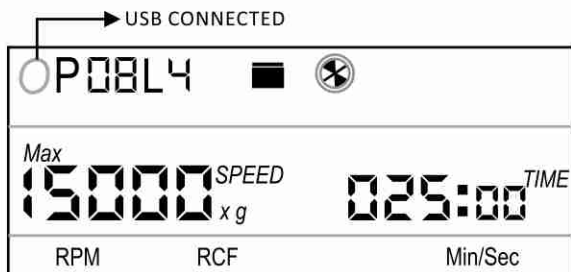 USB CONNECTED
P08L4
Max
15000 SPEED
x g
025:00 TIME
RPM RCF Min/Sec